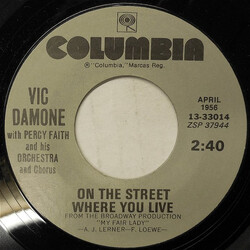 COLUMBIA
® "Columbia," Marcas Reg.
VIC
DAMONE
with PERCY FAITH
and his
ORCHESTRA
and Chorus
APRIL
1956
13-33014
ZSP 37944
2:40
ON THE STREET
WHERE YOU LIVE
FROM THE BROADWAY PRODUCTION
"MY FAIR LADY"
—A. J. LERNER—F. LOEWE—